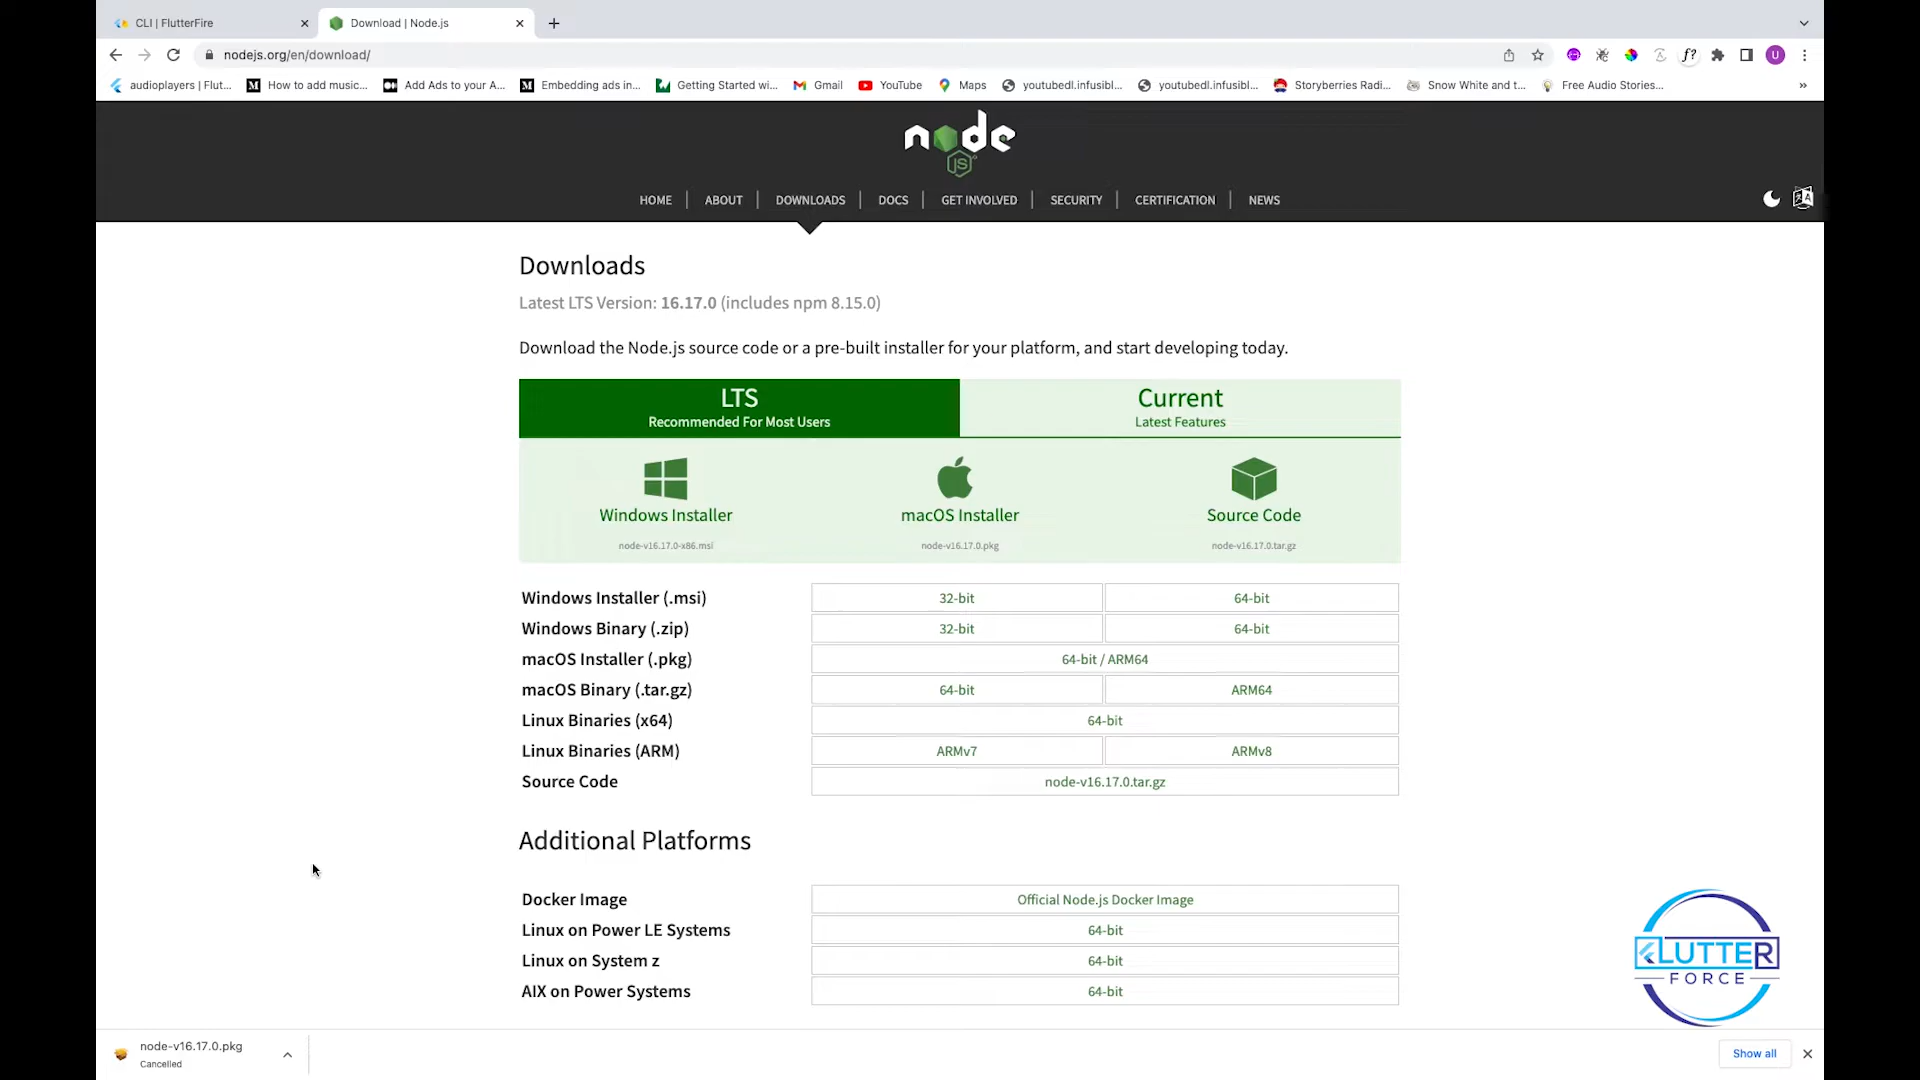 CLI | FlutterFire
Download | Node.js
nodejs.org/en/download/
f?
U
audioplayers | Flut...
How to add music...
Add Ads to your A...
Embedding ads in...
Getting Started wi...
Gmail
YouTube
Maps
youtubedl.infusibl...
youtubedl.infusibl...
Storyberries Radi...
Snow White and t...
Free Audio Stories...
node
JS
HOME
ABOUT
DOWNLOADS
DOCS
GET INVOLVED
SECURITY
CERTIFICATION
NEWS
Downloads
Latest LTS Version: 16.17.0 (includes npm 8.15.0)
Download the Node.js source code or a pre-built installer for your platform, and start developing today.
LTS
Recommended For Most Users
Current
Latest Features
Windows Installer
node-v16.17.0-x86.msi
macOS Installer
node-v16.17.0.pkg
Source Code
node-v16.17.0.tar.gz
Windows Installer (.msi) 32-bit 64-bit
Windows Binary (.zip) 32-bit 64-bit
macOS Installer (.pkg) 64-bit / ARM64
macOS Binary (.tar.gz) 64-bit ARM64
Linux Binaries (x64) 64-bit
Linux Binaries (ARM) ARMv7 ARMv8
Source Code node-v16.17.0.tar.gz
Additional Platforms
Docker Image Official Node.js Docker Image
Linux on Power LE Systems 64-bit
Linux on System z 64-bit
AIX on Power Systems 64-bit
FLUTTER
FORCE
node-v16.17.0.pkg
Cancelled
Show all